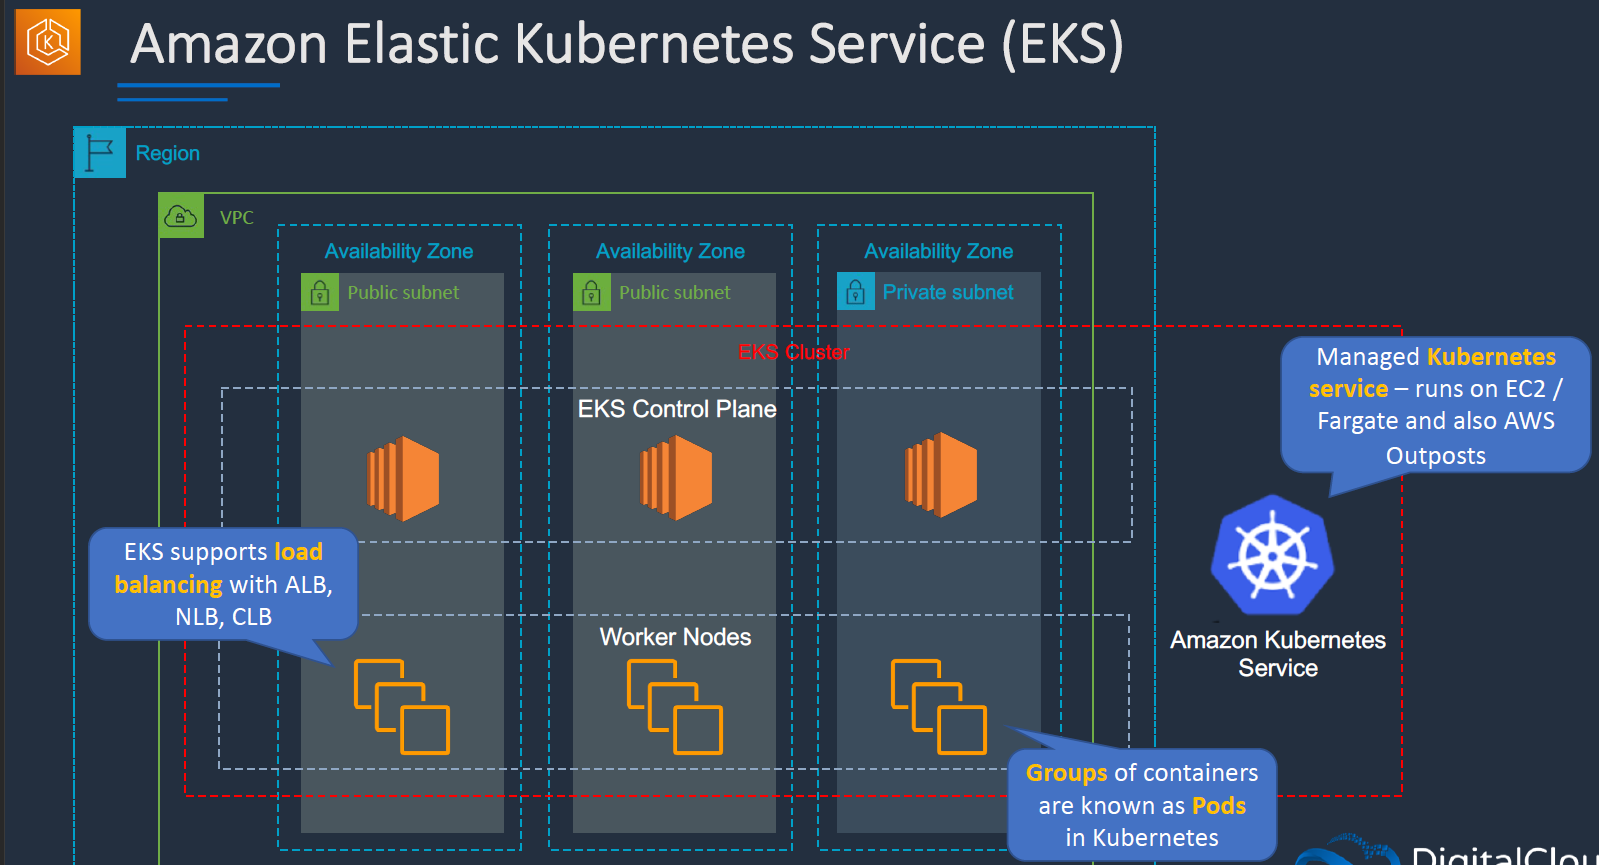 Amazon Elastic Kubernetes Service (EKS)
Region
VPC
Availability Zone
Availability Zone
Availability Zone
Public subnet
Public subnet
Private subnet
EKS Cluster
EKS Control Plane
Managed Kubernetes
service – runs on EC2 /
Fargate and also AWS
Outposts
EKS supports load
balancing with ALB,
NLB, CLB
Worker Nodes
Amazon Kubernetes
Service
Groups of containers
are known as Pods
in Kubernetes